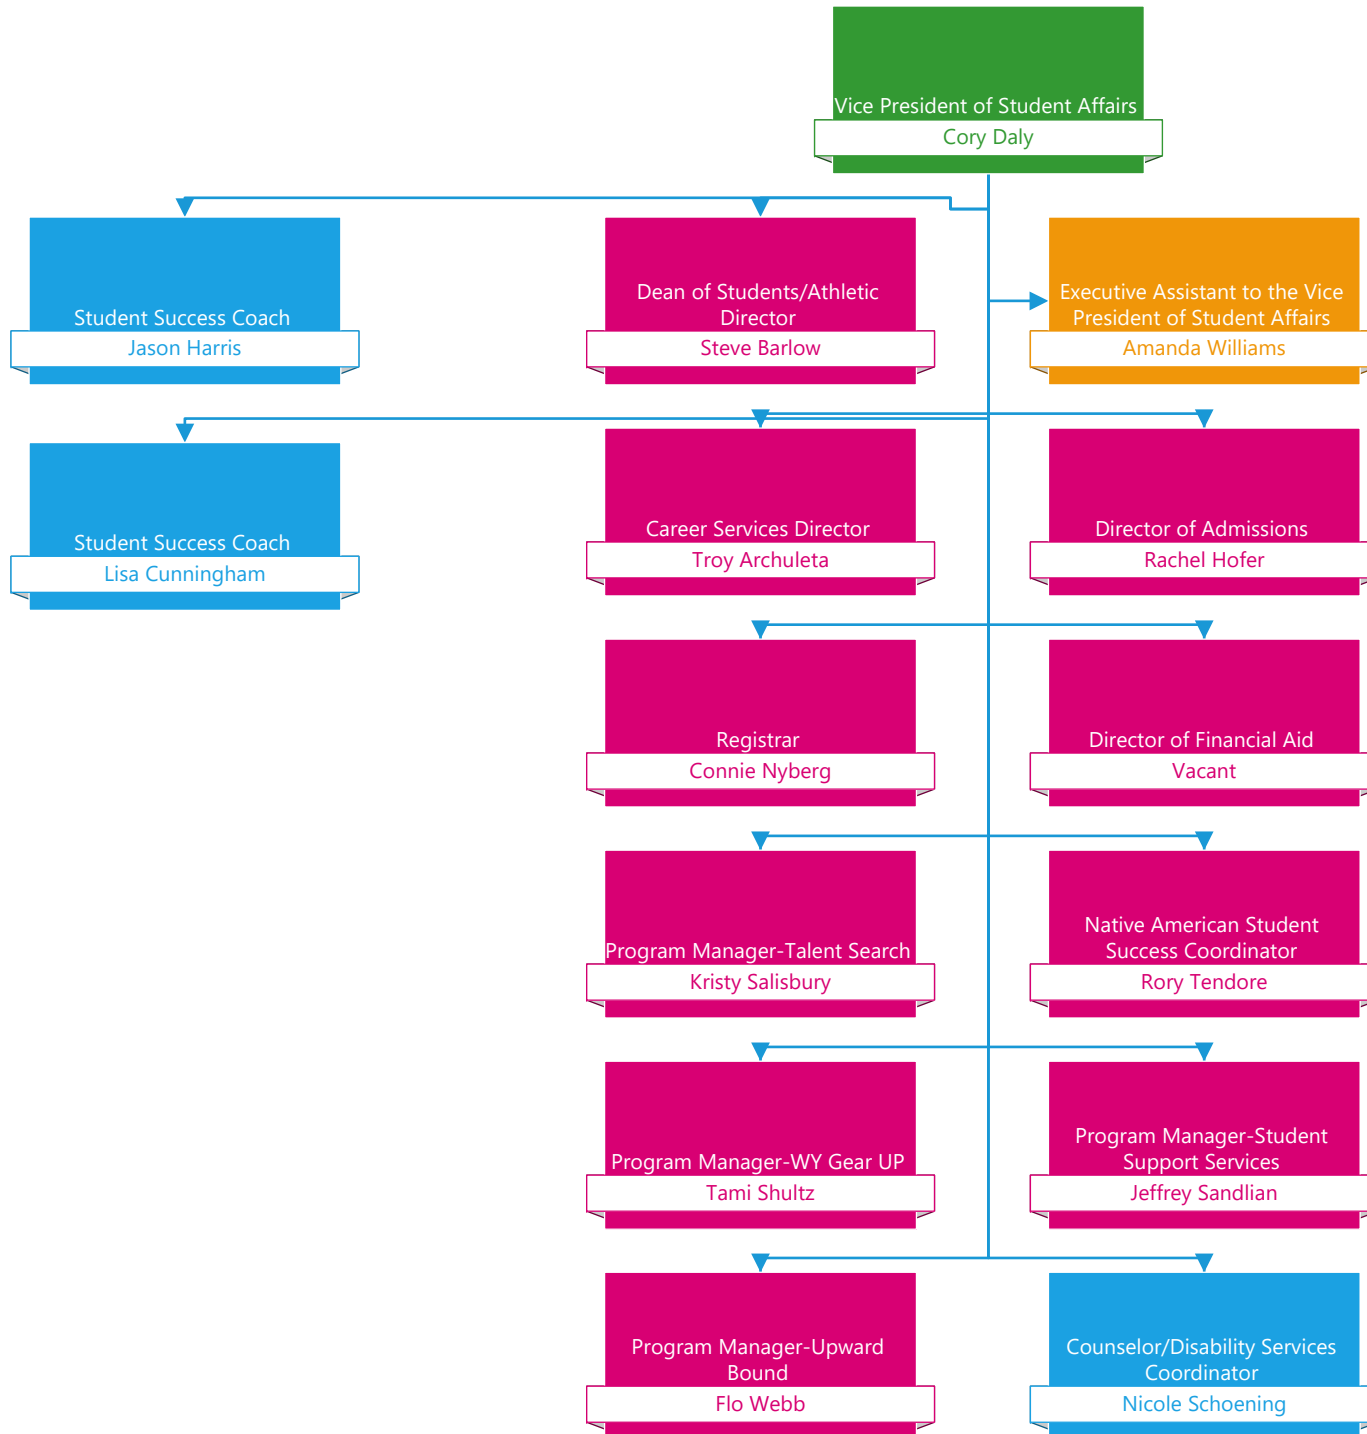 Vice President of Student Affairs
Cory Daly
Student Success Coach
Jason Harris
Dean of Students/Athletic
Director
Steve Barlow
Executive Assistant to the Vice
President of Student Affairs
Amanda Williams
Student Success Coach
Lisa Cunningham
Career Services Director
Troy Archuleta
Director of Admissions
Rachel Hofer
Registrar
Connie Nyberg
Director of Financial Aid
Vacant
Program Manager-Talent Search
Kristy Salisbury
Native American Student
Success Coordinator
Rory Tendore
Program Manager-WY Gear UP
Tami Shultz
Program Manager-Student
Support Services
Jeffrey Sandlian
Program Manager-Upward
Bound
Flo Webb
Counselor/Disability Services
Coordinator
Nicole Schoening